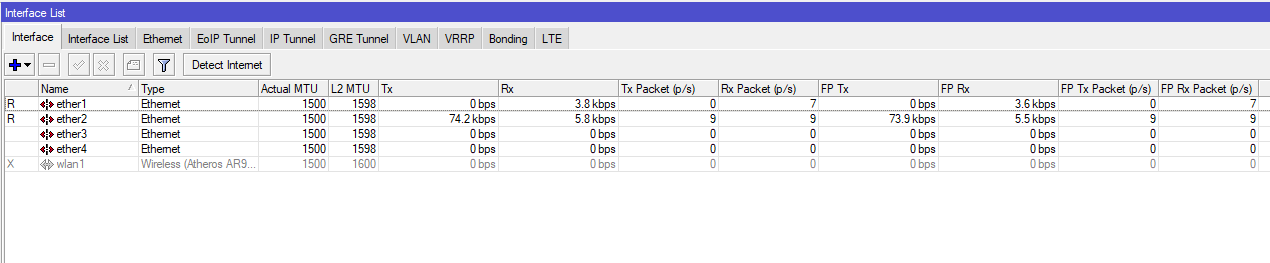 Interface List
Interface Interface List Ethernet EoIP Tunnel IP Tunnel GRE Tunnel VLAN VRRP Bonding LTE
Detect Internet
Name / Type Actual MTU L2 MTU Tx Rx Tx Packet (p/s) Rx Packet (p/s) FP Tx FP Rx FP Tx Packet (p/s) FP Rx Packet (p/s)
R ether1 Ethernet 1500 1598 0 bps 3.8 kbps 0 7 0 bps 3.6 kbps 0 7
R ether2 Ethernet 1500 1598 74.2 kbps 5.8 kbps 9 9 73.9 kbps 5.5 kbps 9 9
ether3 Ethernet 1500 1598 0 bps 0 bps 0 0 0 bps 0 bps 0 0
ether4 Ethernet 1500 1598 0 bps 0 bps 0 0 0 bps 0 bps 0 0
X wlan1 Wireless (Atheros AR9... 1500 1600 0 bps 0 bps 0 0 0 bps 0 bps 0 0